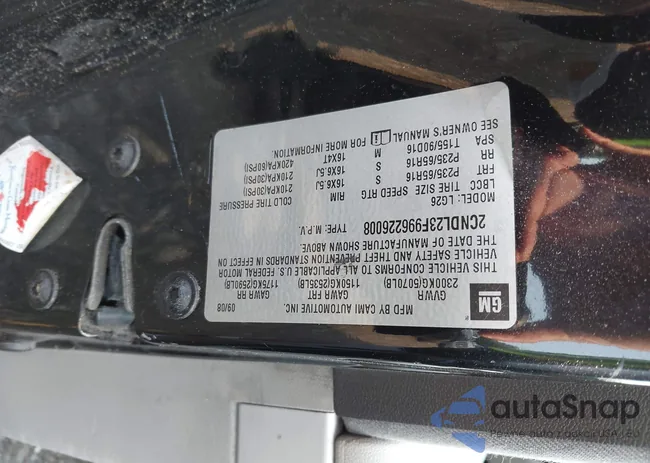 GM
MFD BY CAMI AUTOMOTIVE INC.
09/08
GVWR GAWR FRT GAWR RR
2300KG(5070LB) 1150KG(2535LB) 1175KG(2590LB)
THIS VEHICLE CONFORMS TO ALL APPLICABLE U.S. FEDERAL MOTOR
VEHICLE SAFETY AND THEFT PREVENTION STANDARDS IN EFFECT ON
THE DATE OF MANUFACTURE SHOWN ABOVE.
2CNDL23F996226008 TYPE: M.P.V.
MODEL: LG26
LBCC TIRE SIZE SPEED RTG RIM COLD TIRE PRESSURE
FRT P235/65R16 S 16X6.5J 210KPA(30PSI)
RR P235/65R16 S 16X6.5J 210KPA(30PSI)
SPA T155/90D16 M 16X4T 420KPA(60PSI)
SEE OWNER'S MANUAL FOR MORE INFORMATION.
autaSnap